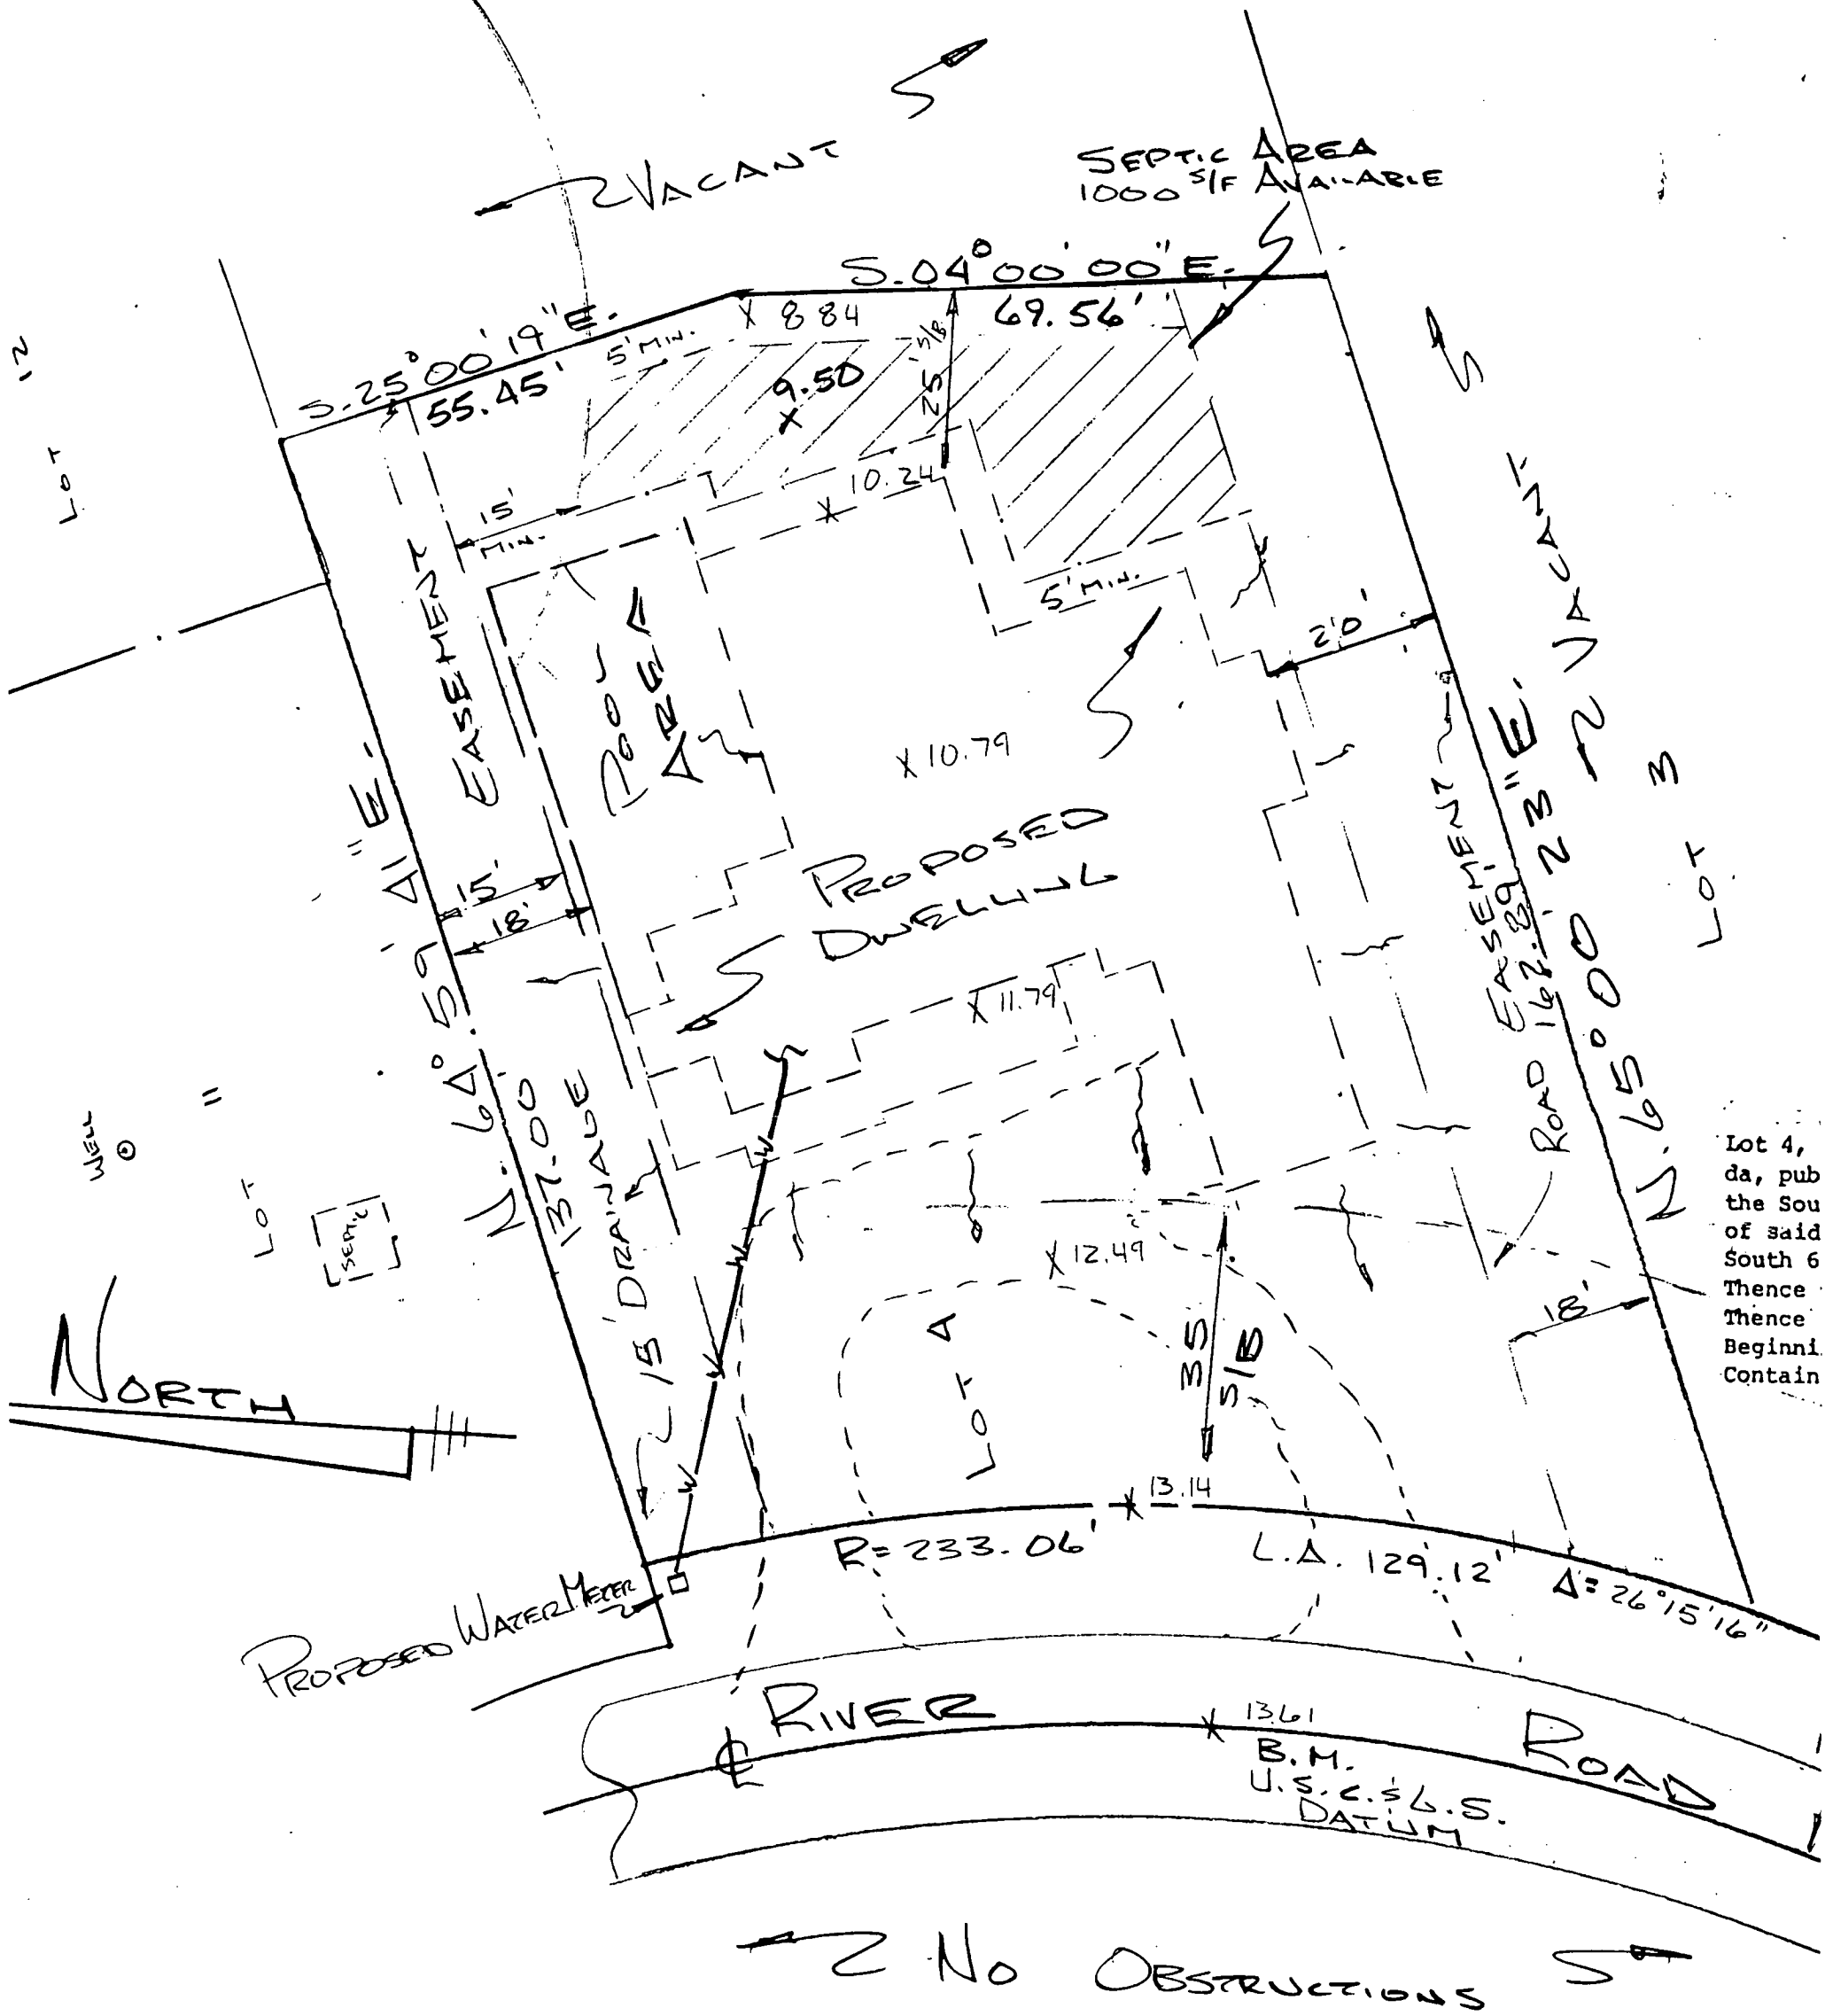 VACANT
SEPTIC AREA
1000 S/F AVAILABLE
S.04°00'00"E.
69.56'
X 8.84
S.25°00'19"E.
55.45'
5' MIN.
9.50
X
25' S/B
12
LOT
10.24
X
15'
MIN.
EASEMENT
POOL
AREA
5' MIN.
20'
VACANT
X 10.79
3
LOT
PROPOSED
DWELLING
15'
18'
N. 64° 59' 41" E.
137.00'
15' DRAINAGE
X 11.79
ROAD EASEMENT
162.89'
N. 65° 00' 23" E.
WELL
11
LOT
SEPTIC
Lot 4,
da, pub
the Sou
of said
South 6
Thence
Thence
Beginni
Contain
X 12.49
LOT 4
35
S/B
18'
NORTH
13.14
X
R= 233.06'
L.A. 129.12'
Δ= 26°15'16"
PROPOSED WATER METER
W
W
W
W
RIVER ROAD
℄
X 13.61
B.M.
U.S.C.&G.S.
DATUM
NO OBSTRUCTIONS